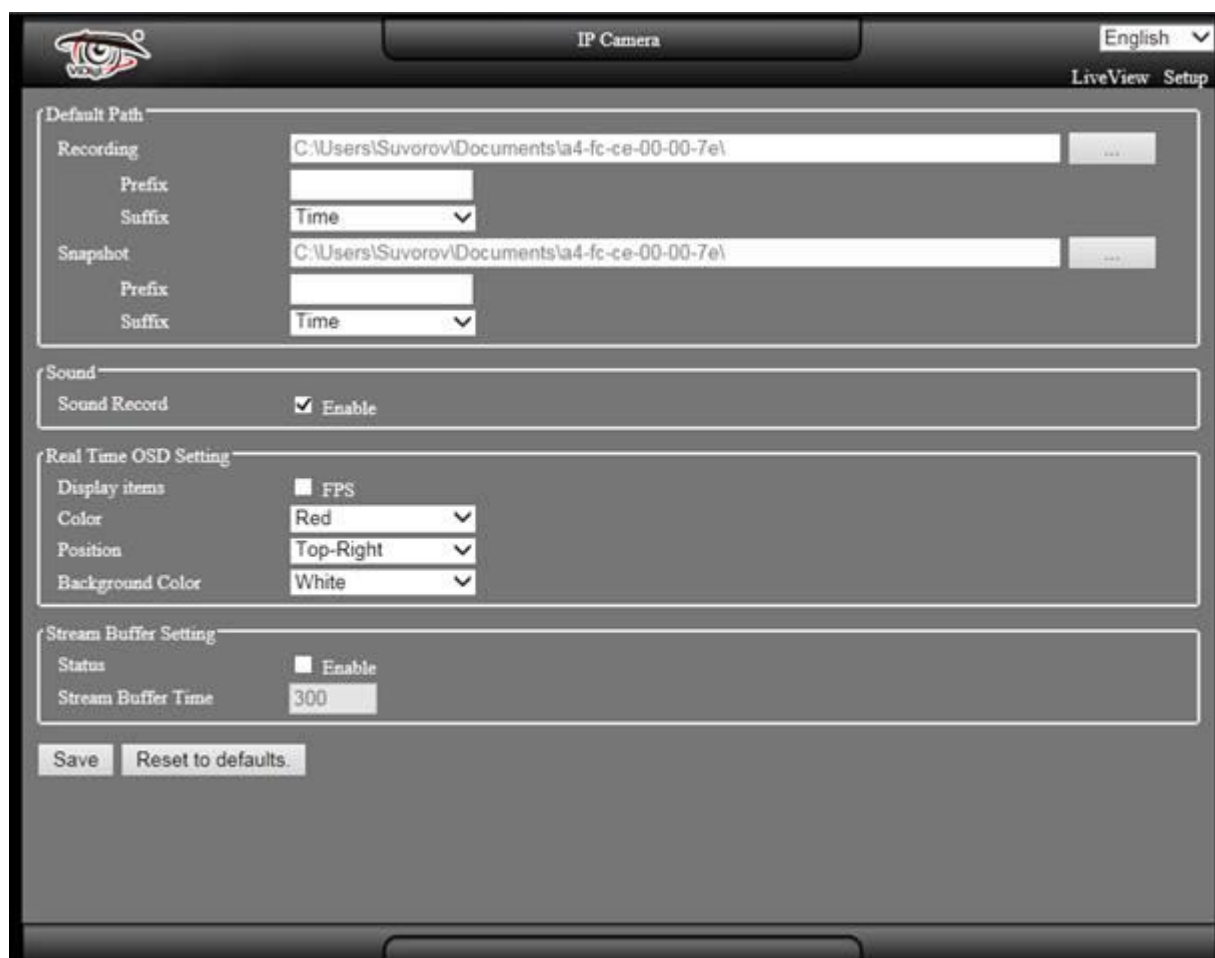 IP Camera
English
LiveView Setup
Default Path
Recording C:\Users\Suvorov\Documents\a4-fc-ce-00-00-7e\ ...
Prefix
Suffix Time
Snapshot C:\Users\Suvorov\Documents\a4-fc-ce-00-00-7e\ ...
Prefix
Suffix Time
Sound
Sound Record Enable
Real Time OSD Setting
Display items FPS
Color Red
Position Top-Right
Background Color White
Stream Buffer Setting
Status Enable
Stream Buffer Time 300
Save Reset to defaults.